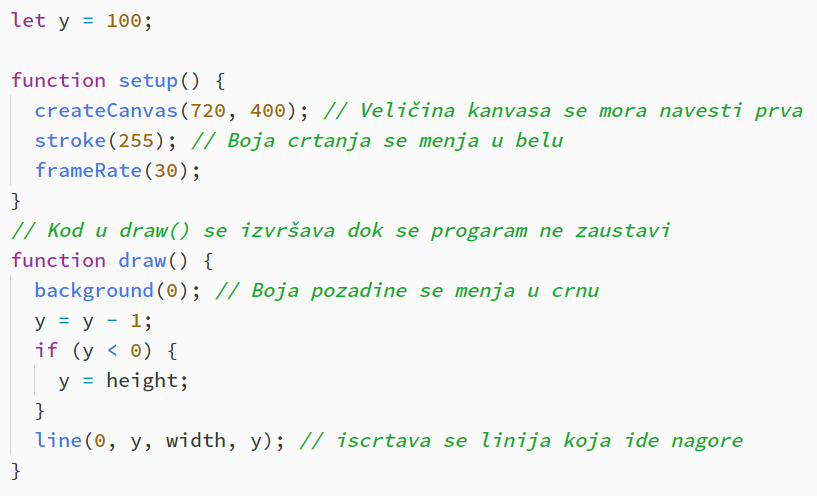 let y = 100;

function setup() {
  createCanvas(720, 400); // Veličina kanvasa se mora navesti prva
  stroke(255); // Boja crtanja se menja u belu
  frameRate(30);
}
// Kod u draw() se izvršava dok se progaram ne zaustavi
function draw() {
  background(0); // Boja pozadine se menja u crnu
  y = y - 1;
  if (y < 0) {
    y = height;
  }
  line(0, y, width, y); // iscrtava se linija koja ide nagore
}